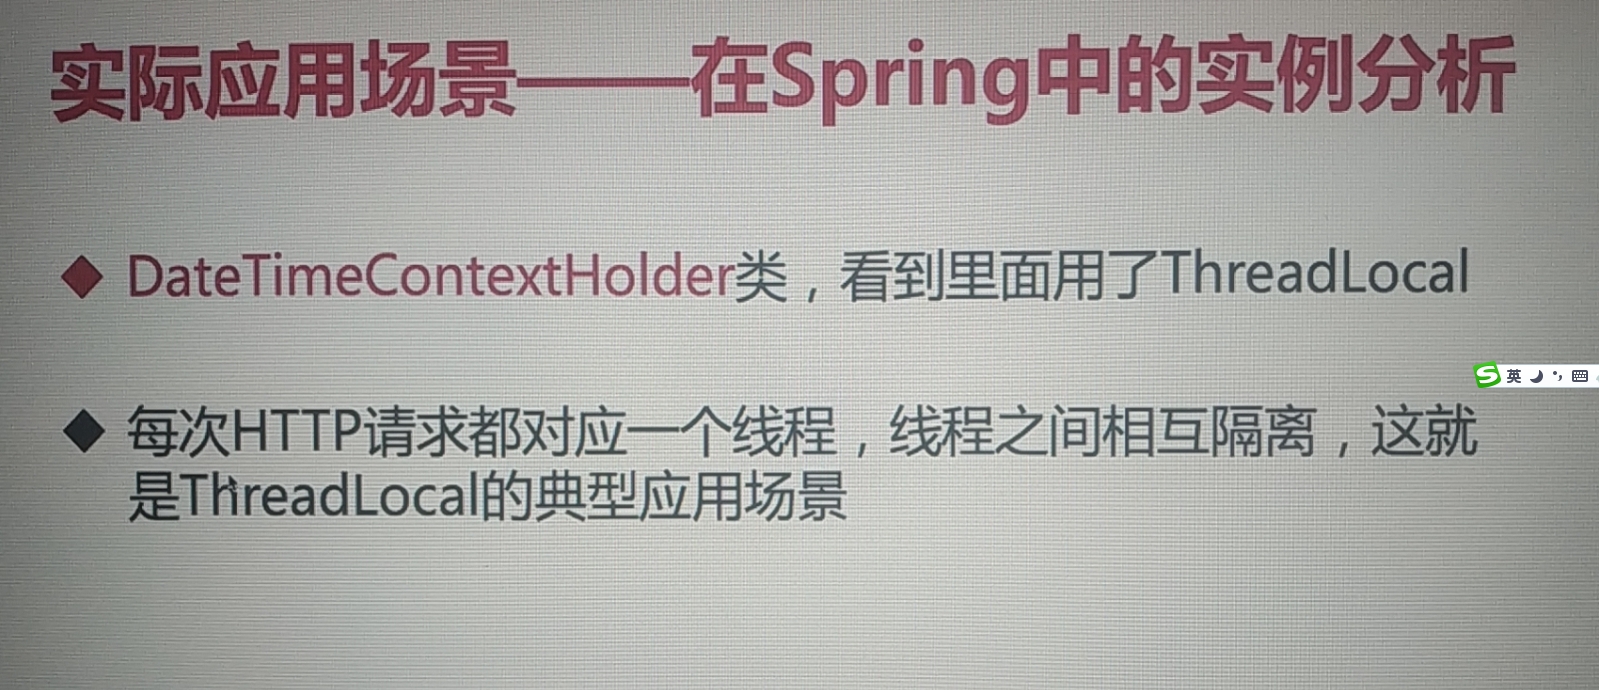 实际应用场景——在Spring中的实例分析
DateTimeContextHolder类，看到里面用了ThreadLocal
英
每次HTTP请求都对应一个线程，线程之间相互隔离，这就
是ThreadLocal的典型应用场景